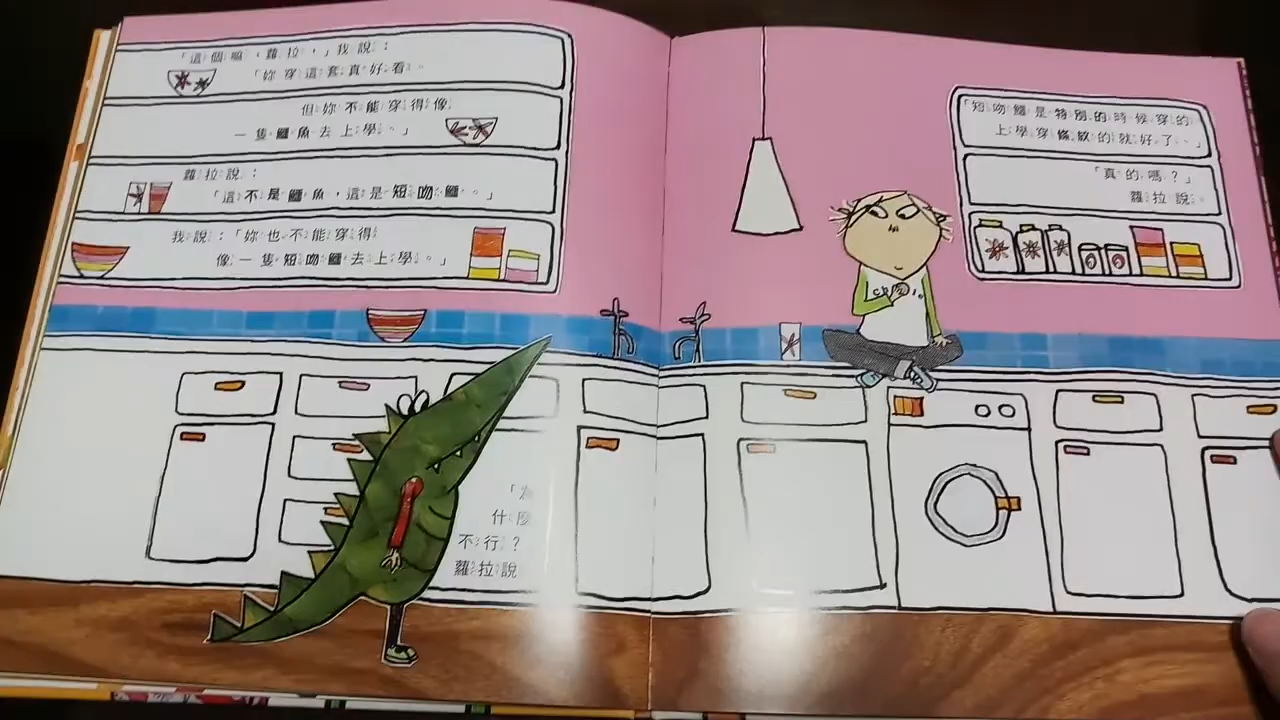 「這個嘛，蘿拉，」我說：
「妳穿這套真好看。
但妳不能穿得像
一隻鱷魚去上學。」
蘿拉說：
「這不是鱷魚，這是短吻鱷。」
我說：「妳也不能穿得
像一隻短吻鱷去上學。」
「為
什麼
不行？
蘿拉說
「短吻鱷是特別的時候穿的
上學穿條紋的就好了。」
「真的嗎？」
蘿拉說。